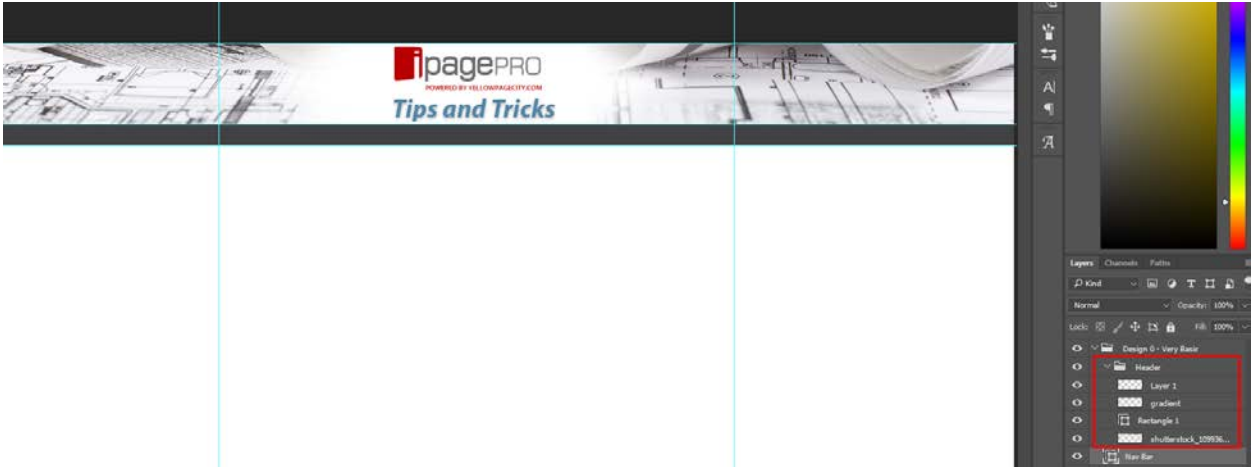 ipagePRO
POWERED BY YELLOWPAGECITY.COM
Tips and Tricks
A
A
Layers Channels Paths
Kind T
Normal Opacity: 100%
Lock: Fill: 100%
Design 0 - Very Basic
Header
Layer 1
gradient
Rectangle 1
shutterstock_109936...
Nav Bar